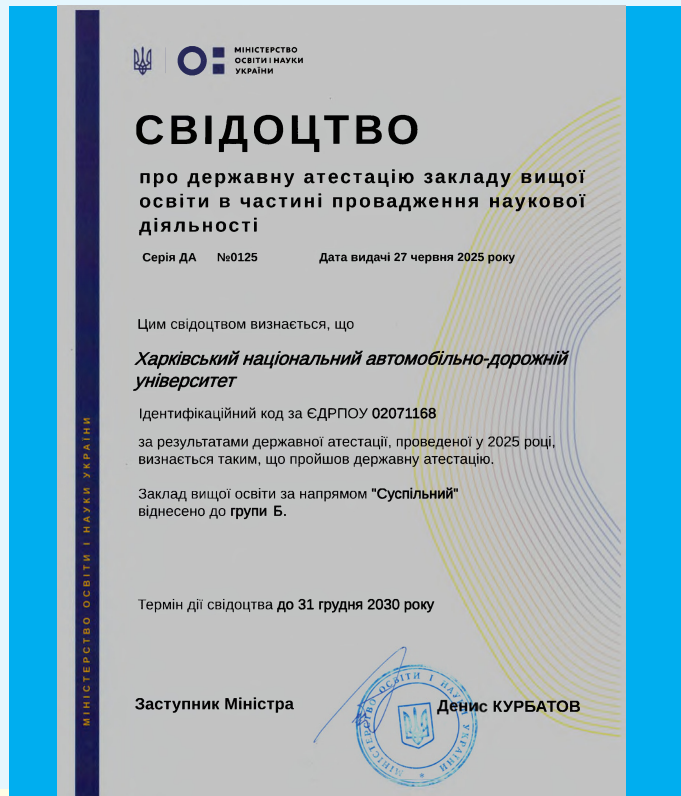 МІНІСТЕРСТВО
ОСВІТИ І НАУКИ
УКРАЇНИ
СВІДОЦТВО
про державну атестацію закладу вищої
освіти в частині провадження наукової
діяльності
Серія ДА №0125 Дата видачі 27 червня 2025 року
Цим свідоцтвом визнається, що
Харківський національний автомобільно-дорожній
університет
Ідентифікаційний код за ЄДРПОУ 02071168
за результатами державної атестації, проведеної у 2025 році,
визнається таким, що пройшов державну атестацію.
Заклад вищої освіти за напрямом "Суспільний"
віднесено до групи Б.
Термін дії свідоцтва до 31 грудня 2030 року
Заступник Міністра Денис КУРБАТОВ
МІНІСТЕРСТВО ОСВІТИ І НАУКИ УКРАЇНИ
МІНІСТЕРСТВО ОСВІТИ І НАУКИ УКРАЇНИ